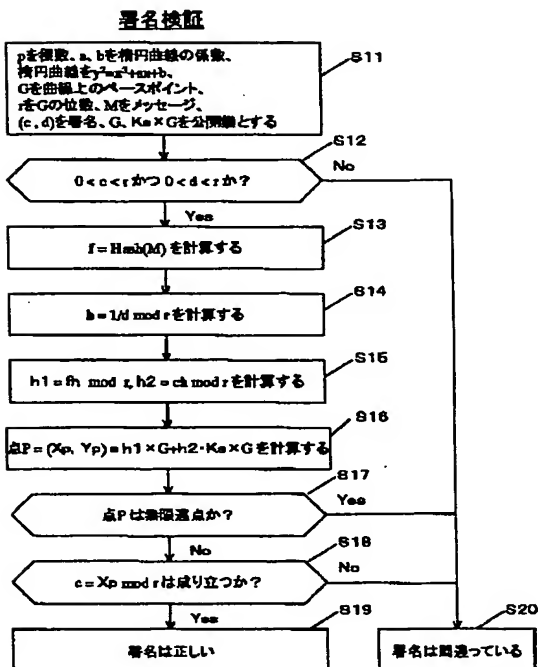 署名検証
S11
pを標数、a、bを楕円曲線の係数、
楕円曲線をy²=x³+ax+b、
Gを曲線上のベースポイント、
rをGの位数、Mをメッセージ、
(c,d)を署名、G、Ks×Gを公開鍵とする
S12
0<c<rかつ0<d<rか?
No
Yes
S13
f=Hash(M)を計算する
S14
h=1/d mod rを計算する
S15
h1=fh mod r, h2=ch mod rを計算する
S16
点P=(Xp, Yp)=h1×G+h2・Ks×Gを計算する
S17
点Pは無限遠点か?
Yes
No
S18
c=Xp mod rは成り立つか?
No
Yes
S19
署名は正しい
S20
署名は間違っている